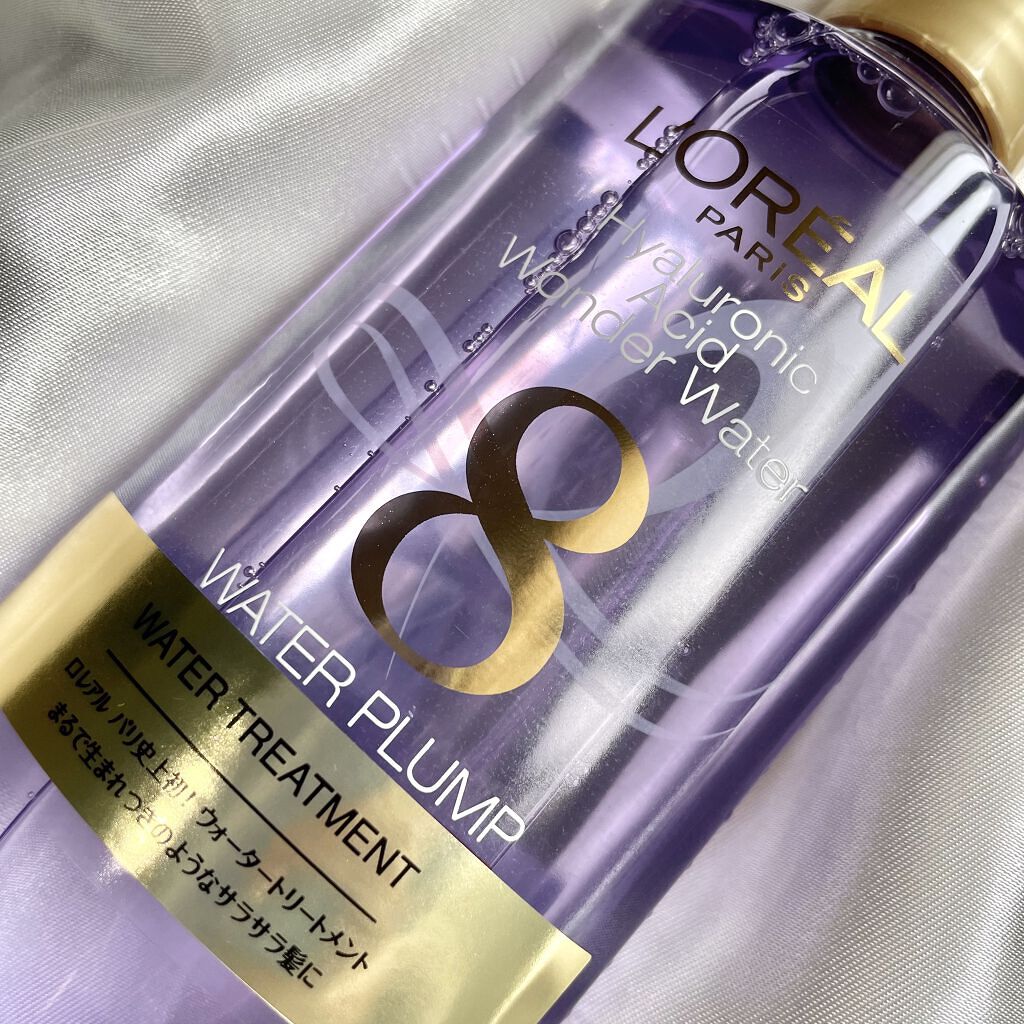 L'ORÉAL
PARIS
Hyaluronic
Acid
Wonder Water
8
WATER PLUMP
WATER TREATMENT
ロレアル パリ史上初！ウォータートリートメント
まるで生まれつきのようなサラサラ髪に